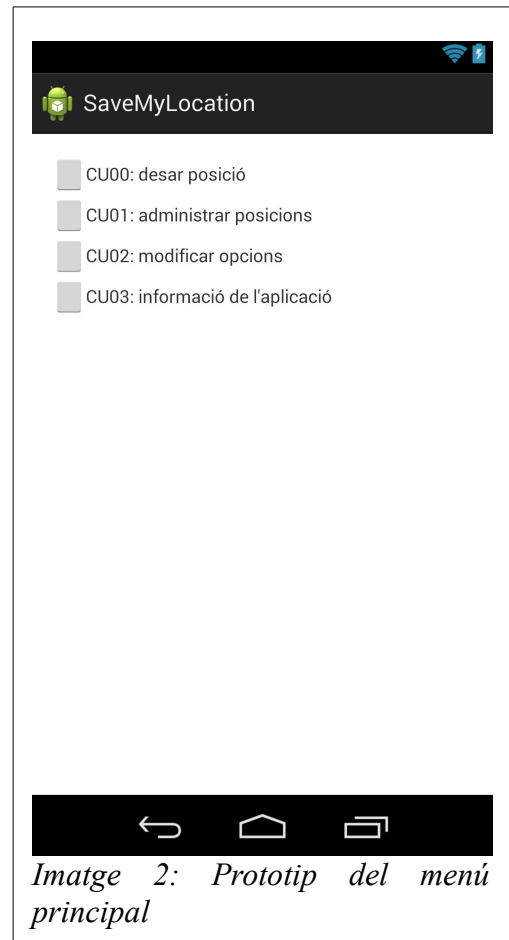 SaveMyLocation
CU00: desar posició
CU01: administrar posicions
CU02: modificar opcions
CU03: informació de l'aplicació
Imatge 2: Prototip del menú
principal